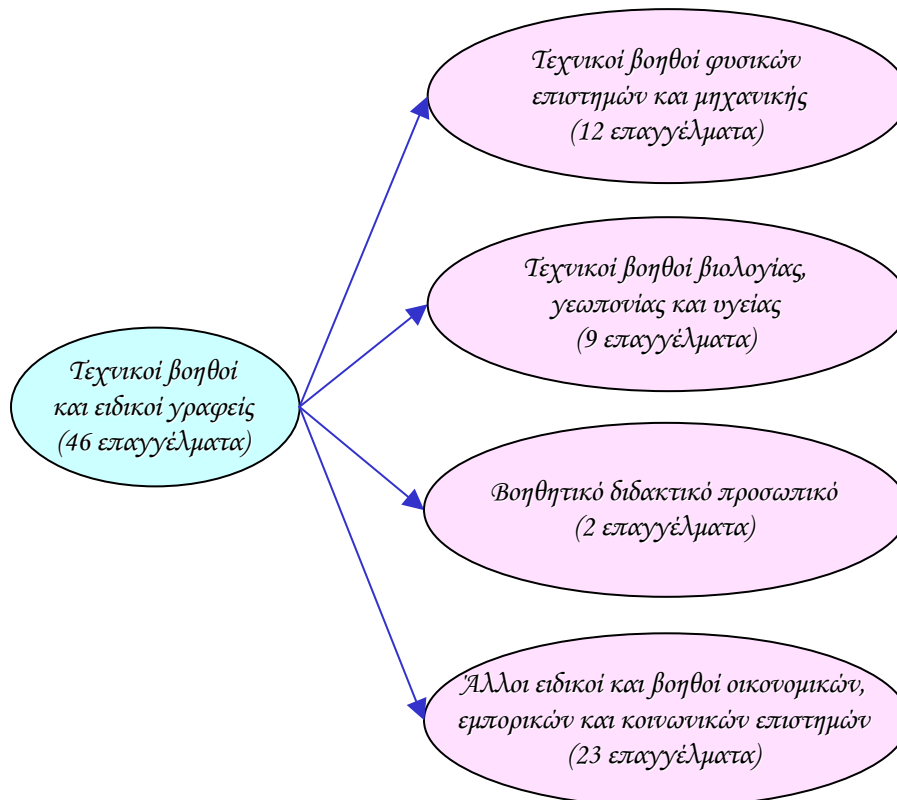 Τεχνικοί βοηθοί φυσικών
επιστημών και μηχανικής
(12 επαγγέλματα)
Τεχνικοί βοηθοί βιολογίας,
γεωπονίας και υγείας
(9 επαγγέλματα)
Τεχνικοί βοηθοί
και ειδικοί γραφείς
(46 επαγγέλματα)
Βοηθητικό διδακτικό προσωπικό
(2 επαγγέλματα)
Άλλοι ειδικοί και βοηθοί οικονομικών,
εμπορικών και κοινωνικών επιστημών
(23 επαγγέλματα)